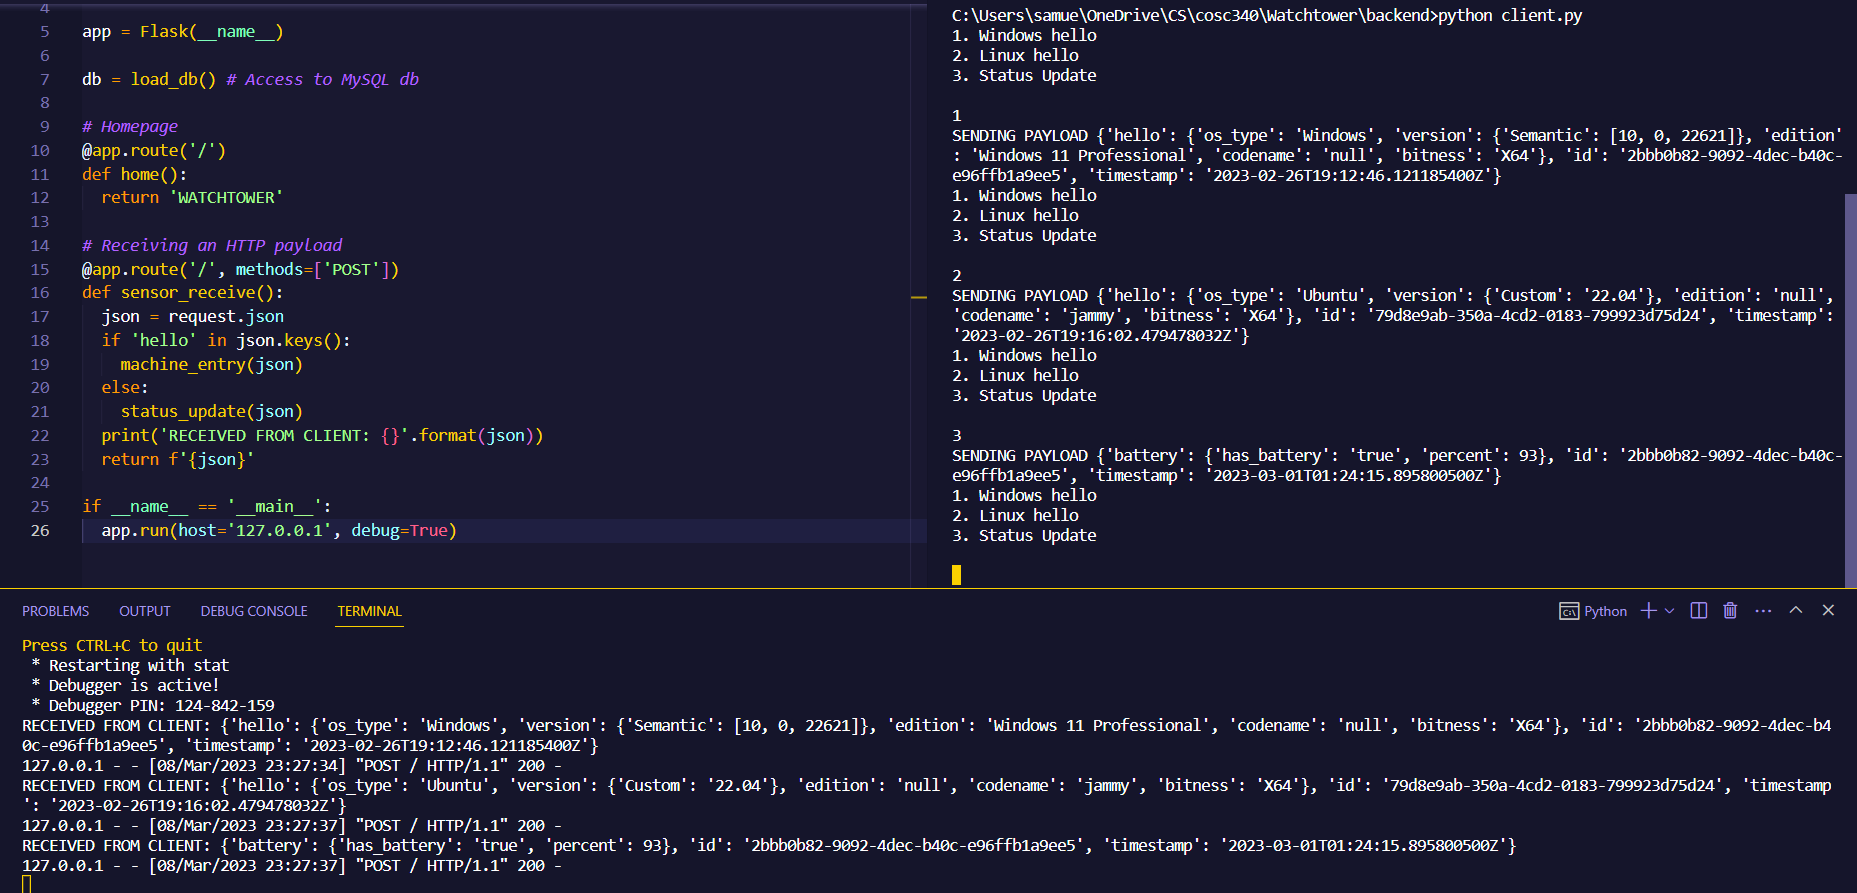 4
5 app = Flask(__name__)
6
7 db = load_db() # Access to MySQL db
8
9 # Homepage
10 @app.route('/')
11 def home():
12   return 'WATCHTOWER'
13
14 # Receiving an HTTP payload
15 @app.route('/', methods=['POST'])
16 def sensor_receive():
17   json = request.json
18   if 'hello' in json.keys():
19     machine_entry(json)
20   else:
21     status_update(json)
22   print('RECEIVED FROM CLIENT: {}'.format(json))
23   return f'{json}'
24
25 if __name__ == '__main__':
26   app.run(host='127.0.0.1', debug=True)
C:\Users\samue\OneDrive\CS\cosc340\Watchtower\backend>python client.py
1. Windows hello
2. Linux hello
3. Status Update
1
SENDING PAYLOAD {'hello': {'os_type': 'Windows', 'version': {'Semantic': [10, 0, 22621]}, 'edition'
: 'Windows 11 Professional', 'codename': 'null', 'bitness': 'X64'}, 'id': '2bbb0b82-9092-4dec-b40c-
e96ffb1a9ee5', 'timestamp': '2023-02-26T19:12:46.121185400Z'}
1. Windows hello
2. Linux hello
3. Status Update
2
SENDING PAYLOAD {'hello': {'os_type': 'Ubuntu', 'version': {'Custom': '22.04'}, 'edition': 'null',
'codename': 'jammy', 'bitness': 'X64'}, 'id': '79d8e9ab-350a-4cd2-0183-799923d75d24', 'timestamp':
'2023-02-26T19:16:02.479478032Z'}
1. Windows hello
2. Linux hello
3. Status Update
3
SENDING PAYLOAD {'battery': {'has_battery': 'true', 'percent': 93}, 'id': '2bbb0b82-9092-4dec-b40c-
e96ffb1a9ee5', 'timestamp': '2023-03-01T01:24:15.895800500Z'}
1. Windows hello
2. Linux hello
3. Status Update
PROBLEMS OUTPUT DEBUG CONSOLE TERMINAL Python
Press CTRL+C to quit
 * Restarting with stat
 * Debugger is active!
 * Debugger PIN: 124-842-159
RECEIVED FROM CLIENT: {'hello': {'os_type': 'Windows', 'version': {'Semantic': [10, 0, 22621]}, 'edition': 'Windows 11 Professional', 'codename': 'null', 'bitness': 'X64'}, 'id': '2bbb0b82-9092-4dec-b4
0c-e96ffb1a9ee5', 'timestamp': '2023-02-26T19:12:46.121185400Z'}
127.0.0.1 - - [08/Mar/2023 23:27:34] "POST / HTTP/1.1" 200 -
RECEIVED FROM CLIENT: {'hello': {'os_type': 'Ubuntu', 'version': {'Custom': '22.04'}, 'edition': 'null', 'codename': 'jammy', 'bitness': 'X64'}, 'id': '79d8e9ab-350a-4cd2-0183-799923d75d24', 'timestamp
': '2023-02-26T19:16:02.479478032Z'}
127.0.0.1 - - [08/Mar/2023 23:27:37] "POST / HTTP/1.1" 200 -
RECEIVED FROM CLIENT: {'battery': {'has_battery': 'true', 'percent': 93}, 'id': '2bbb0b82-9092-4dec-b40c-e96ffb1a9ee5', 'timestamp': '2023-03-01T01:24:15.895800500Z'}
127.0.0.1 - - [08/Mar/2023 23:27:37] "POST / HTTP/1.1" 200 -